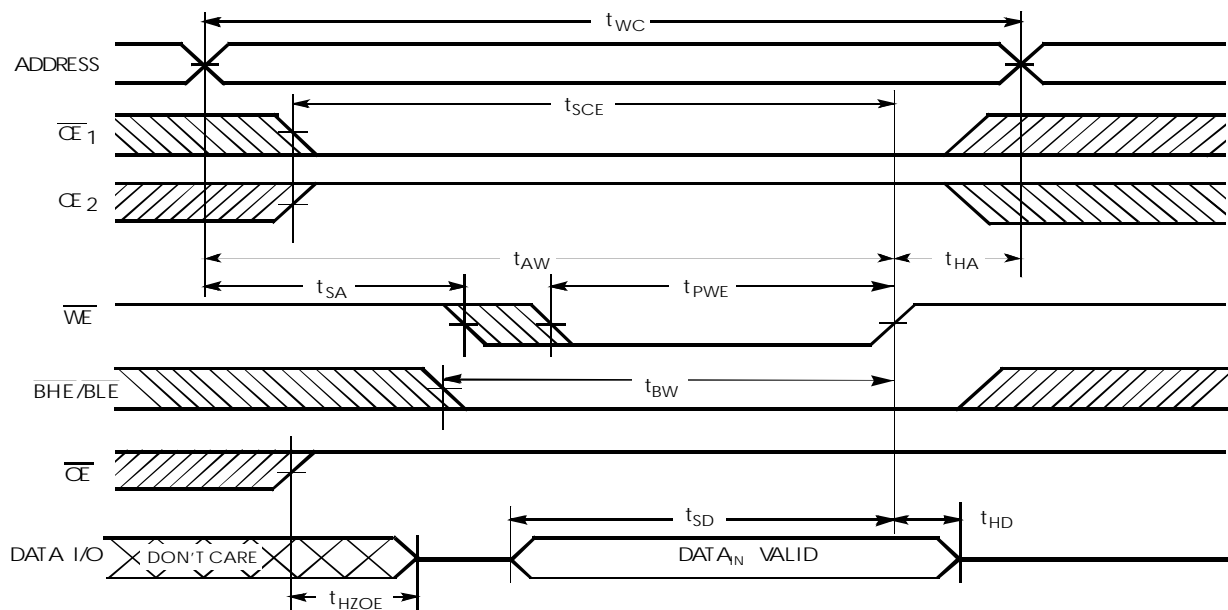 tWC
ADDRESS
tSCE
CE1
CE2
tAW
tHA
tSA
tPWE
WE
BHE/BLE
tBW
OE
tSD
tHD
DATA I/O
DON'T CARE
DATAIN VALID
tHZOE